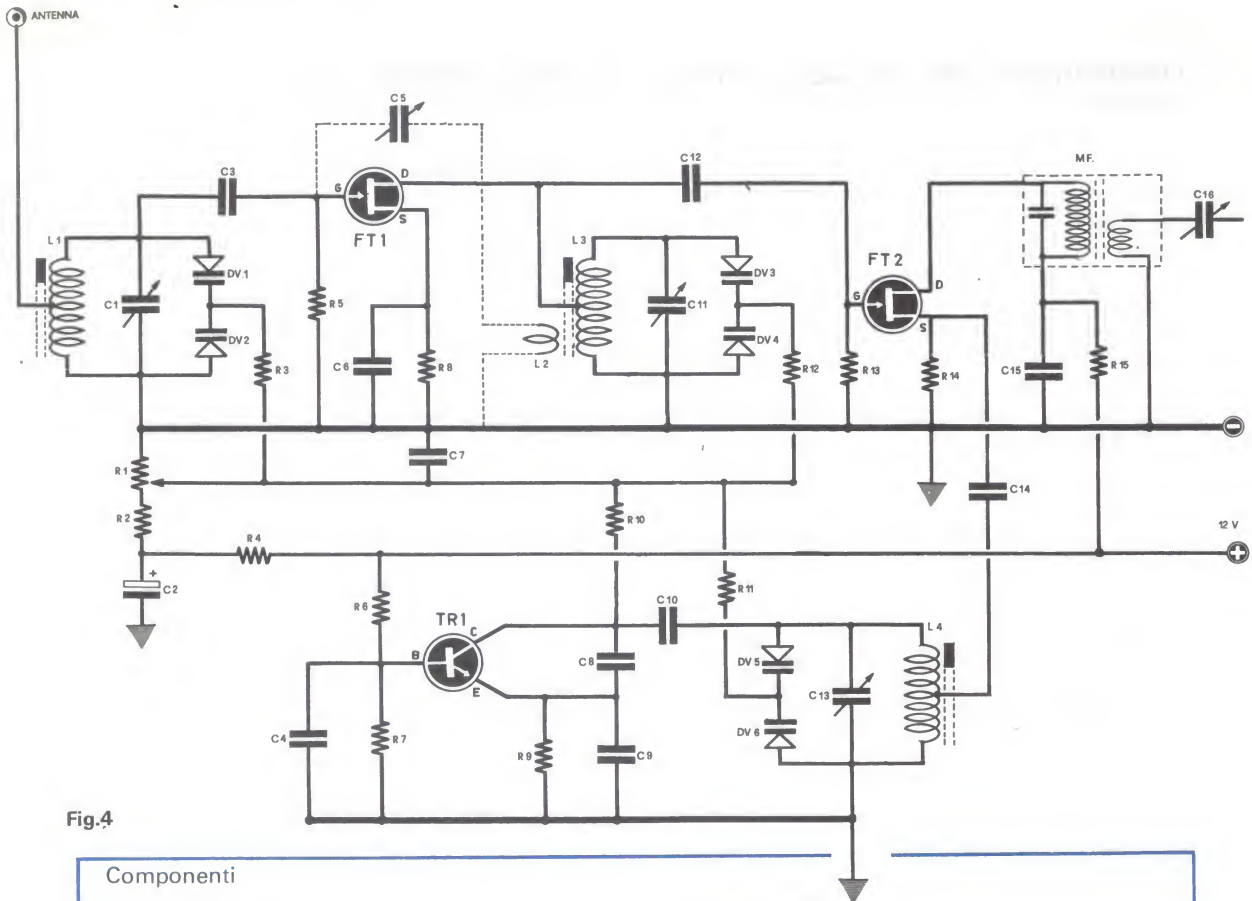 ANTENNA
C5
C3
G
D
S
FT1
C12
M.F.
C16
L1
C1
DV.1
DV2
R3
R5
C6
R8
L2
L3
C11
DV3
DV4
R12
G
FT2
D
S
R13
R14
C15
R15
R1
C7
R2
R4
R10
C14
12 V
+
C2
R6
TR1
C
B
E
R11
C10
C8
DV5
C13
L4
DV6
C4
R7
R9
C9
Fig.4
Componenti